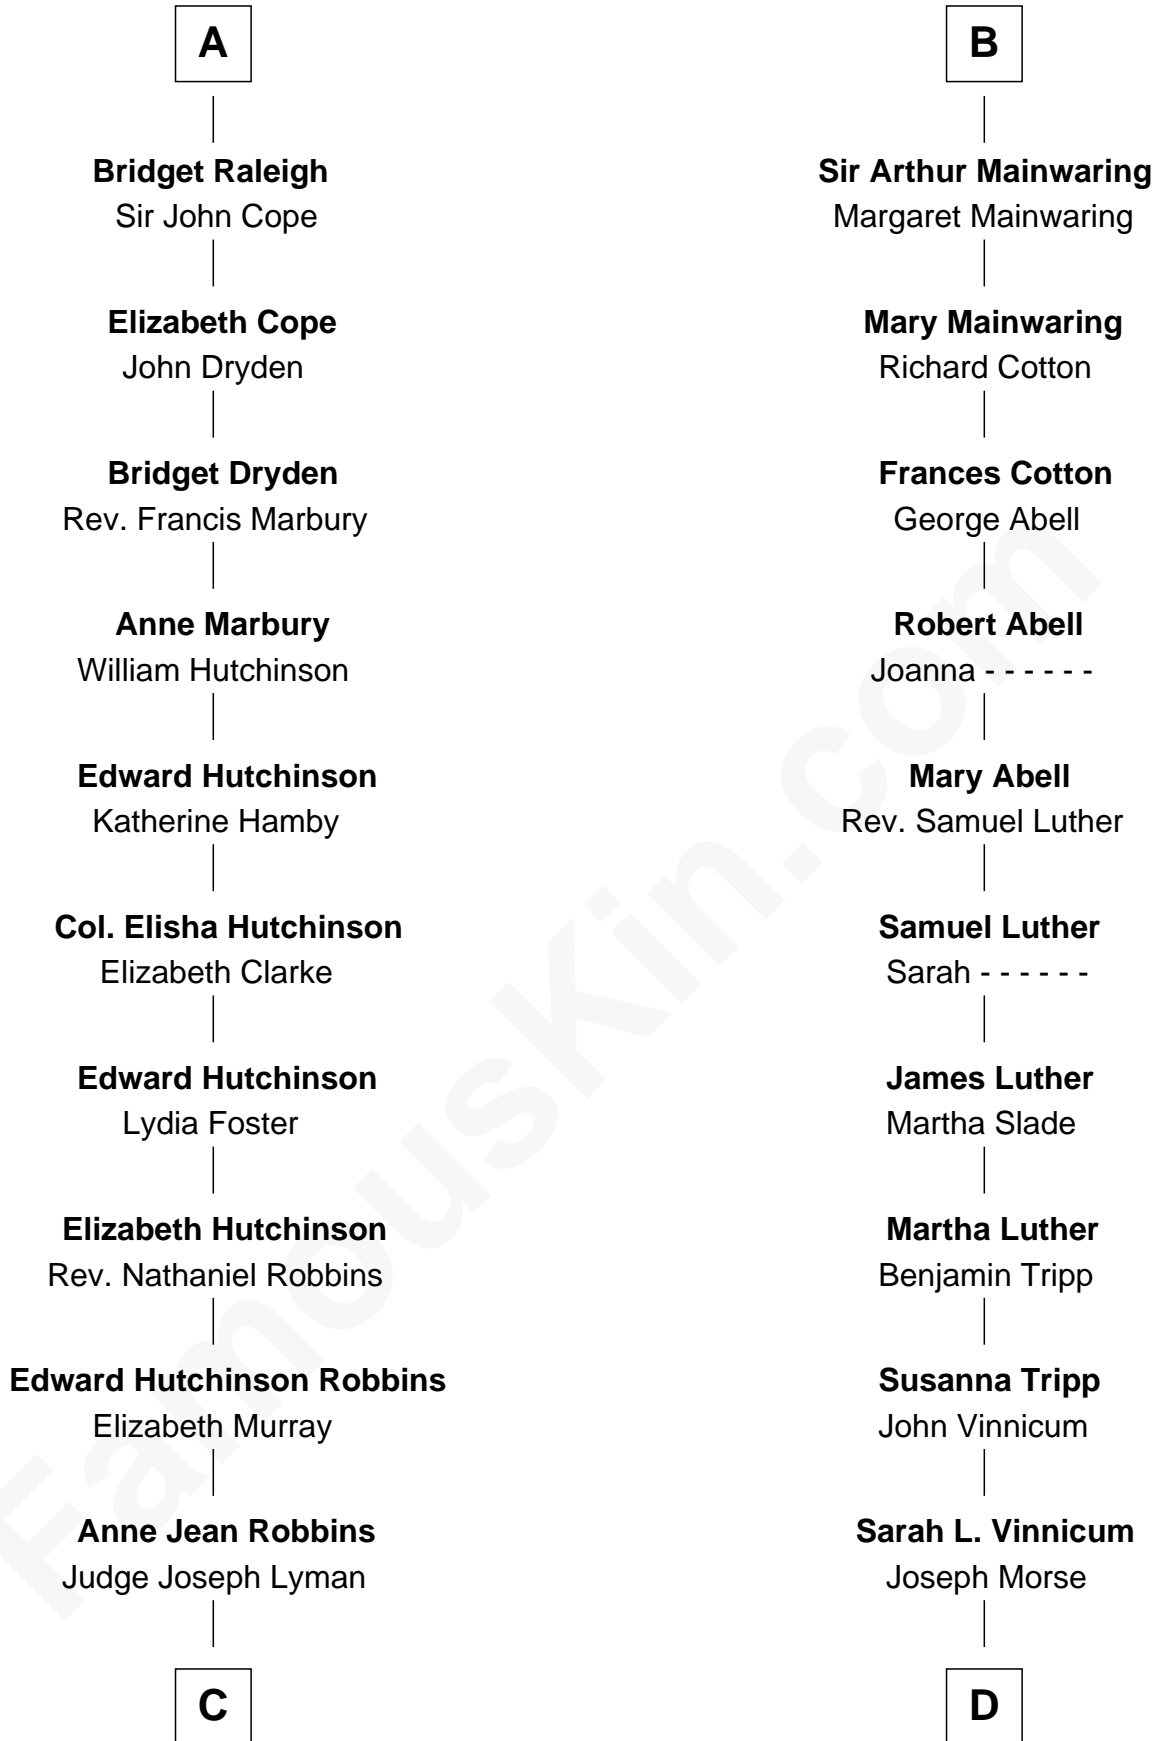 A
Bridget Raleigh
Sir John Cope
Elizabeth Cope
John Dryden
Bridget Dryden
Rev. Francis Marbury
Anne Marbury
William Hutchinson
Edward Hutchinson
Katherine Hamby
Col. Elisha Hutchinson
Elizabeth Clarke
Edward Hutchinson
Lydia Foster
Elizabeth Hutchinson
Rev. Nathaniel Robbins
Edward Hutchinson Robbins
Elizabeth Murray
Anne Jean Robbins
Judge Joseph Lyman
C
B
Sir Arthur Mainwaring
Margaret Mainwaring
Mary Mainwaring
Richard Cotton
Frances Cotton
George Abell
Robert Abell
Joanna - - - - - -
Mary Abell
Rev. Samuel Luther
Samuel Luther
Sarah - - - - - -
James Luther
Martha Slade
Martha Luther
Benjamin Tripp
Susanna Tripp
John Vinnicum
Sarah L. Vinnicum
Joseph Morse
D
FamousKin.com